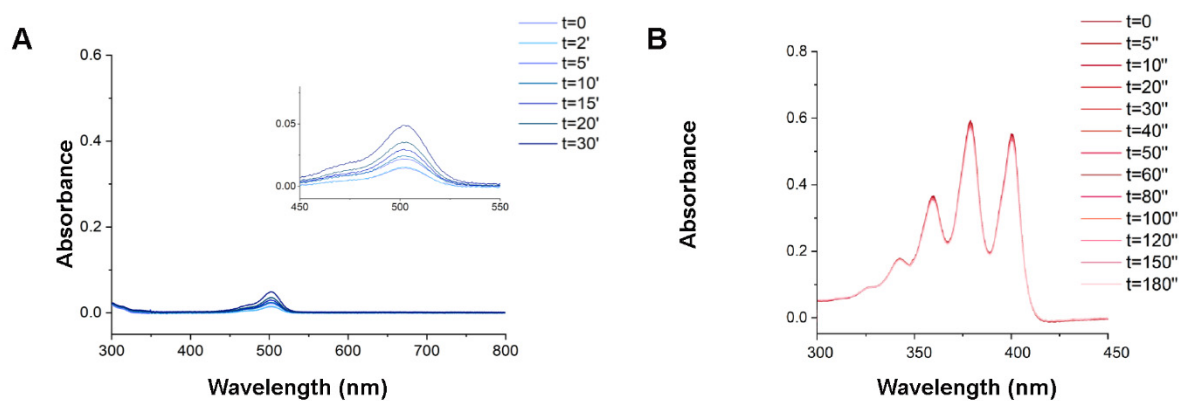 A
Absorbance
0.6
0.4
0.2
0.0
300
400
500
600
700
800
Wavelength (nm)
0.05
0.00
450
500
550
t=0
t=2'
t=5'
t=10'
t=15'
t=20'
t=30'
B
Absorbance
0.8
0.6
0.4
0.2
0.0
300
350
400
450
Wavelength (nm)
t=0
t=5"
t=10"
t=20"
t=30"
t=40"
t=50"
t=60"
t=80"
t=100"
t=120"
t=150"
t=180"